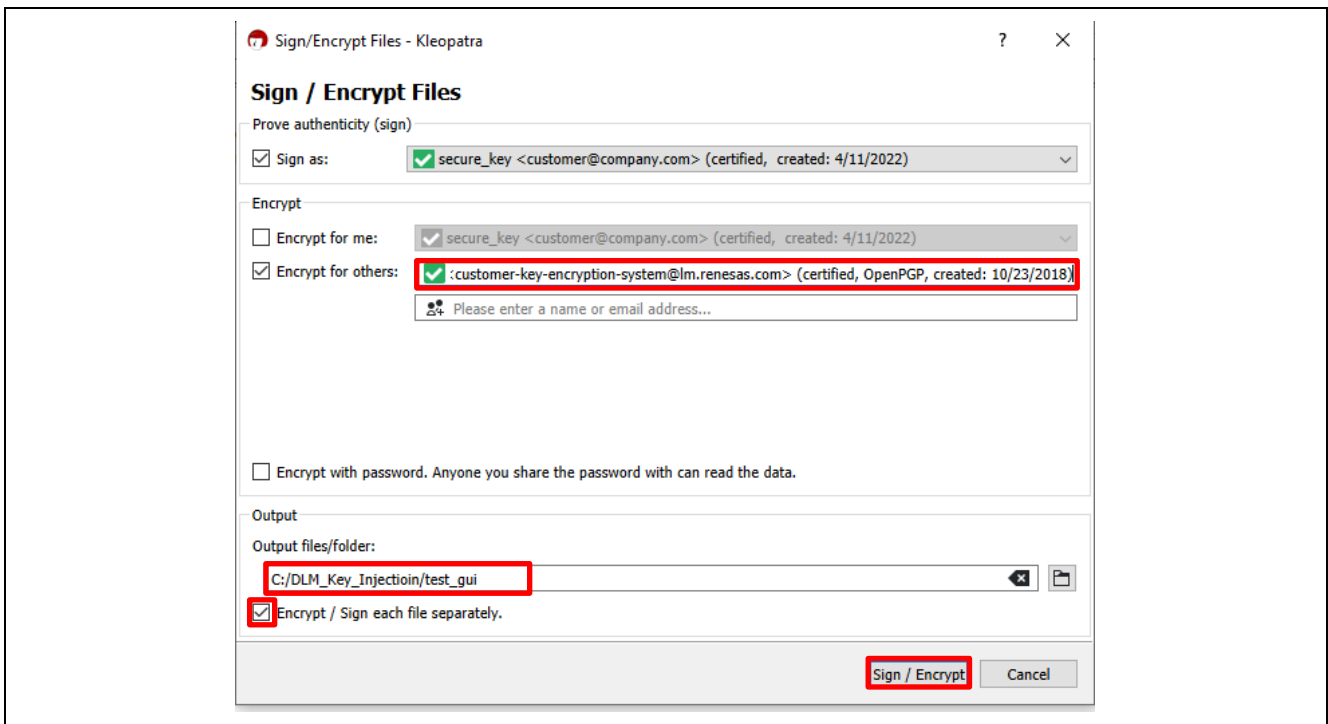 Sign/Encrypt Files - Kleopatra ? ×
Sign / Encrypt Files
Prove authenticity (sign)
Sign as: secure_key <customer@company.com> (certified, created: 4/11/2022)
Encrypt
Encrypt for me: secure_key <customer@company.com> (certified, created: 4/11/2022)
Encrypt for others: <customer-key-encryption-system@lm.renesas.com> (certified, OpenPGP, created: 10/23/2018)
Please enter a name or email address...
Encrypt with password. Anyone you share the password with can read the data.
Output
Output files/folder:
C:/DLM_Key_Injectioin/test_gui
Encrypt / Sign each file separately.
Sign / Encrypt Cancel